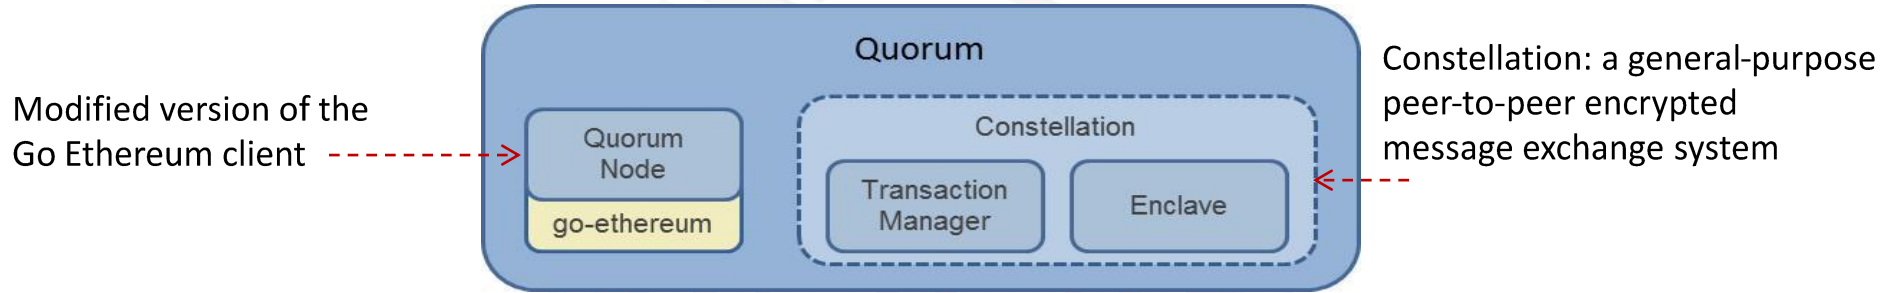 Quorum
Modified version of the
Go Ethereum client
Quorum
Node
go-ethereum
Constellation
Transaction
Manager
Enclave
Constellation: a general-purpose
peer-to-peer encrypted
message exchange system